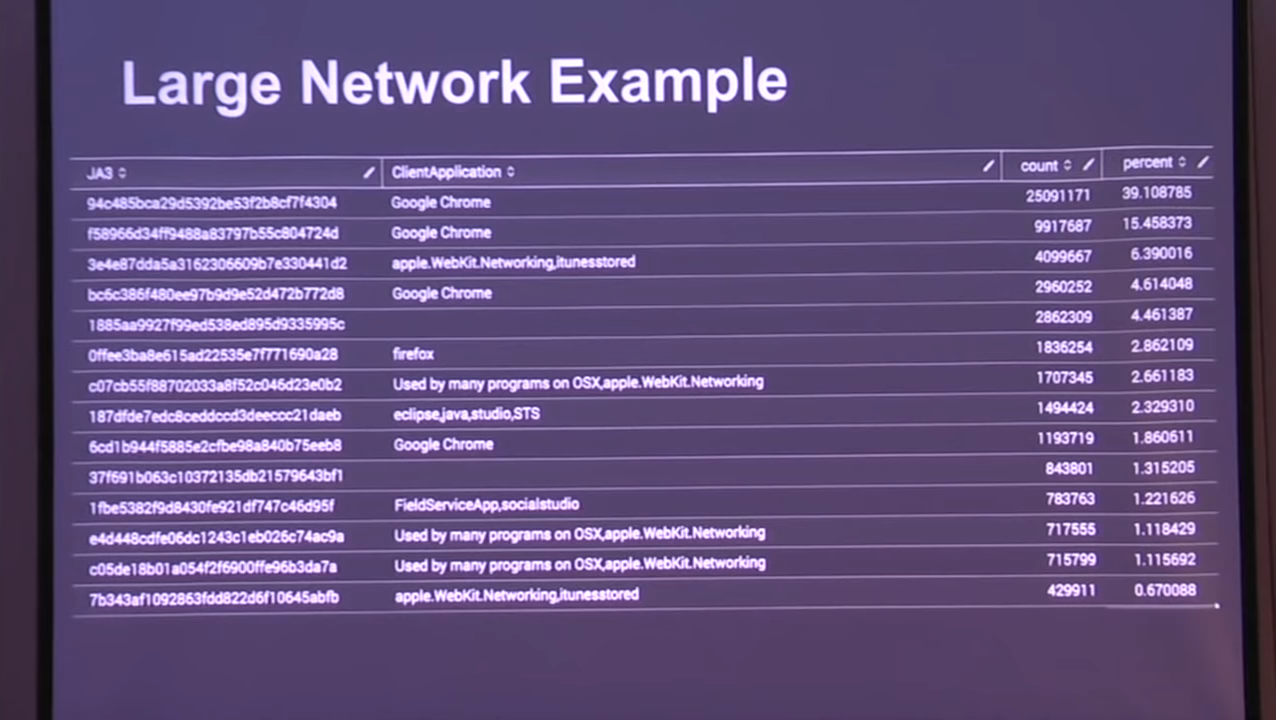 Large Network Example
JA3 ClientApplication count percent
94c485bca29d5392be53f2b8cf7f4304 Google Chrome 25091171 39.108785
f58966d34ff9488a83797b55c804724d Google Chrome 9917687 15.458373
3e4e87dda5a3162306609b7e330441d2 apple.WebKit.Networking,itunesstored 4099667 6.390016
bc6c386f480ee97b9d9e52d472b772d8 Google Chrome 2960252 4.614048
1885aa9927f99ed538ed895d9335995c 2862309 4.461387
0ffee3ba8e615ad22535e7f771690a28 firefox 1836254 2.862109
c07cb55f88702033a8f52c046d23e0b2 Used by many programs on OSX,apple.WebKit.Networking 1707345 2.661183
187dfde7edc8ceddccd3deeccc21daeb eclipse,java,studio,STS 1494424 2.329310
6cd1b944f5885e2cfbe98a840b75eeb8 Google Chrome 1193719 1.860611
37f691b063c10372135db21579643bf1 843801 1.315205
1fbe5382f9d8430fe921df747c46d95f FieldServiceApp,socialstudio 783763 1.221626
e4d448cdfe06dc1243c1eb026c74ac9a Used by many programs on OSX,apple.WebKit.Networking 717555 1.118429
c05de18b01a054f2f6900ffe96b3da7a Used by many programs on OSX,apple.WebKit.Networking 715799 1.115692
7b343af1092863fdd822d6f10645abfb apple.WebKit.Networking,itunesstored 429911 0.670088